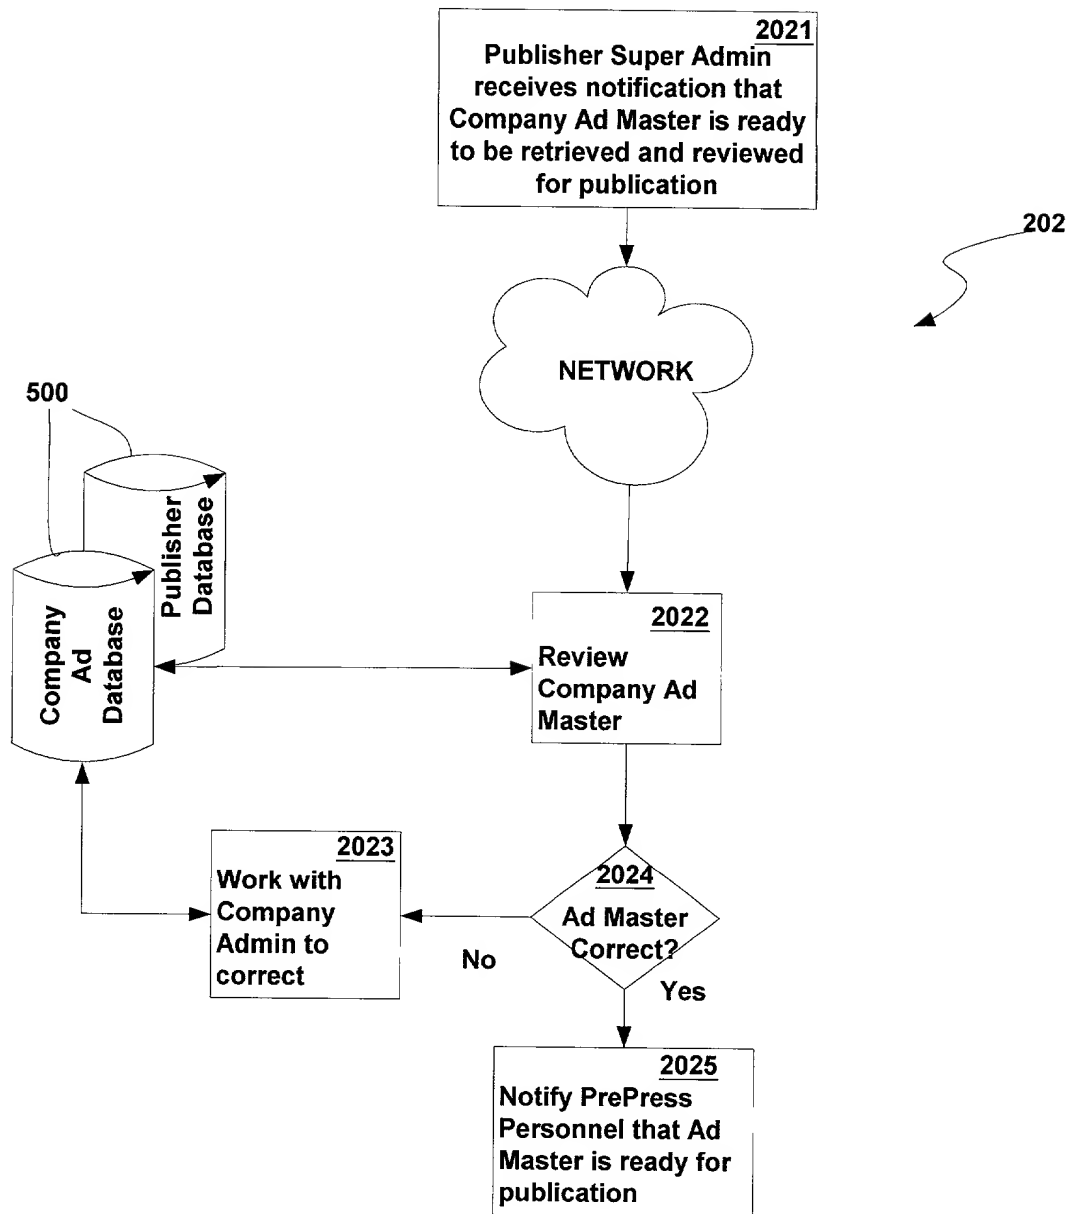 2021
Publisher Super Admin
receives notification that
Company Ad Master is ready
to be retrieved and reviewed
for publication
202
NETWORK
500
Publisher
Database
Company
Ad
Database
2022
Review
Company Ad
Master
2023
Work with
Company
Admin to
correct
2024
Ad Master
Correct?
No
Yes
2025
Notify PrePress
Personnel that Ad
Master is ready for
publication